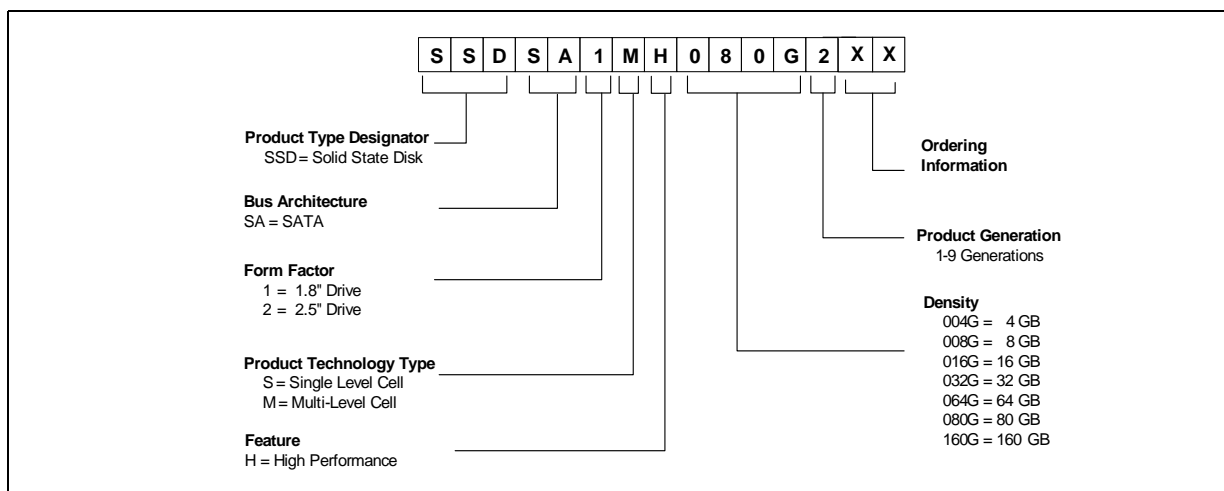 S S D S A 1 M H 0 8 0 G 2 X X
Product Type Designator
SSD = Solid State Disk
Bus Architecture
SA = SATA
Form Factor
1 = 1.8" Drive
2 = 2.5" Drive
Product Technology Type
S = Single Level Cell
M = Multi-Level Cell
Feature
H = High Performance
Ordering
Information
Product Generation
1-9 Generations
Density
004G = 4 GB
008G = 8 GB
016G = 16 GB
032G = 32 GB
064G = 64 GB
080G = 80 GB
160G = 160 GB